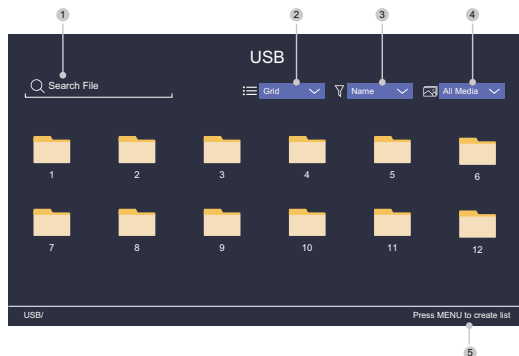 1 2 3 4
USB
Search File Grid Name All Media
1 2 3 4 5 6
7 8 9 10 11 12
USB/ Press MENU to create list
5